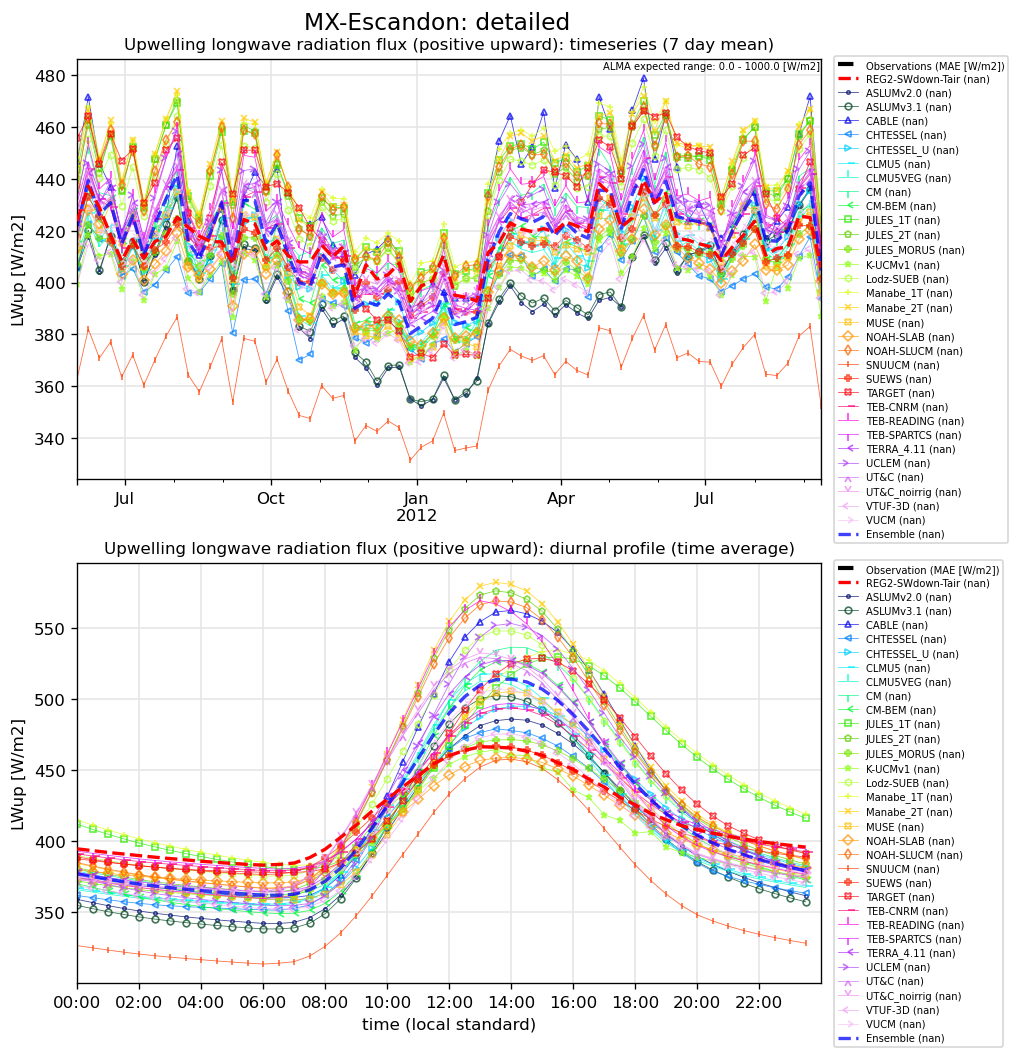 MX-Escandon: detailed
Upwelling longwave radiation flux (positive upward): timeseries (7 day mean)
ALMA expected range: 0.0 - 1000.0 [W/m2]
LWup [W/m2]
480
460
440
420
400
380
360
340
Jul
Oct
Jan
2012
Apr
Jul
Observations (MAE [W/m2])
REG2-SWdown-Tair (nan)
ASLUMv2.0 (nan)
ASLUMv3.1 (nan)
CABLE (nan)
CHTESSEL (nan)
CHTESSEL_U (nan)
CLMU5 (nan)
CLMU5VEG (nan)
CM (nan)
CM-BEM (nan)
JULES_1T (nan)
JULES_2T (nan)
JULES_MORUS (nan)
K-UCMv1 (nan)
Lodz-SUEB (nan)
Manabe_1T (nan)
Manabe_2T (nan)
MUSE (nan)
NOAH-SLAB (nan)
NOAH-SLUCM (nan)
SNUUCM (nan)
SUEWS (nan)
TARGET (nan)
TEB-CNRM (nan)
TEB-READING (nan)
TEB-SPARTCS (nan)
TERRA_4.11 (nan)
UCLEM (nan)
UT&C (nan)
UT&C_noirrig (nan)
VTUF-3D (nan)
VUCM (nan)
Ensemble (nan)
Upwelling longwave radiation flux (positive upward): diurnal profile (time average)
LWup [W/m2]
550
500
450
400
350
00:00
02:00
04:00
06:00
08:00
10:00
12:00
14:00
16:00
18:00
20:00
22:00
time (local standard)
Observation (MAE [W/m2])
REG2-SWdown-Tair (nan)
ASLUMv2.0 (nan)
ASLUMv3.1 (nan)
CABLE (nan)
CHTESSEL (nan)
CHTESSEL_U (nan)
CLMU5 (nan)
CLMU5VEG (nan)
CM (nan)
CM-BEM (nan)
JULES_1T (nan)
JULES_2T (nan)
JULES_MORUS (nan)
K-UCMv1 (nan)
Lodz-SUEB (nan)
Manabe_1T (nan)
Manabe_2T (nan)
MUSE (nan)
NOAH-SLAB (nan)
NOAH-SLUCM (nan)
SNUUCM (nan)
SUEWS (nan)
TARGET (nan)
TEB-CNRM (nan)
TEB-READING (nan)
TEB-SPARTCS (nan)
TERRA_4.11 (nan)
UCLEM (nan)
UT&C (nan)
UT&C_noirrig (nan)
VTUF-3D (nan)
VUCM (nan)
Ensemble (nan)